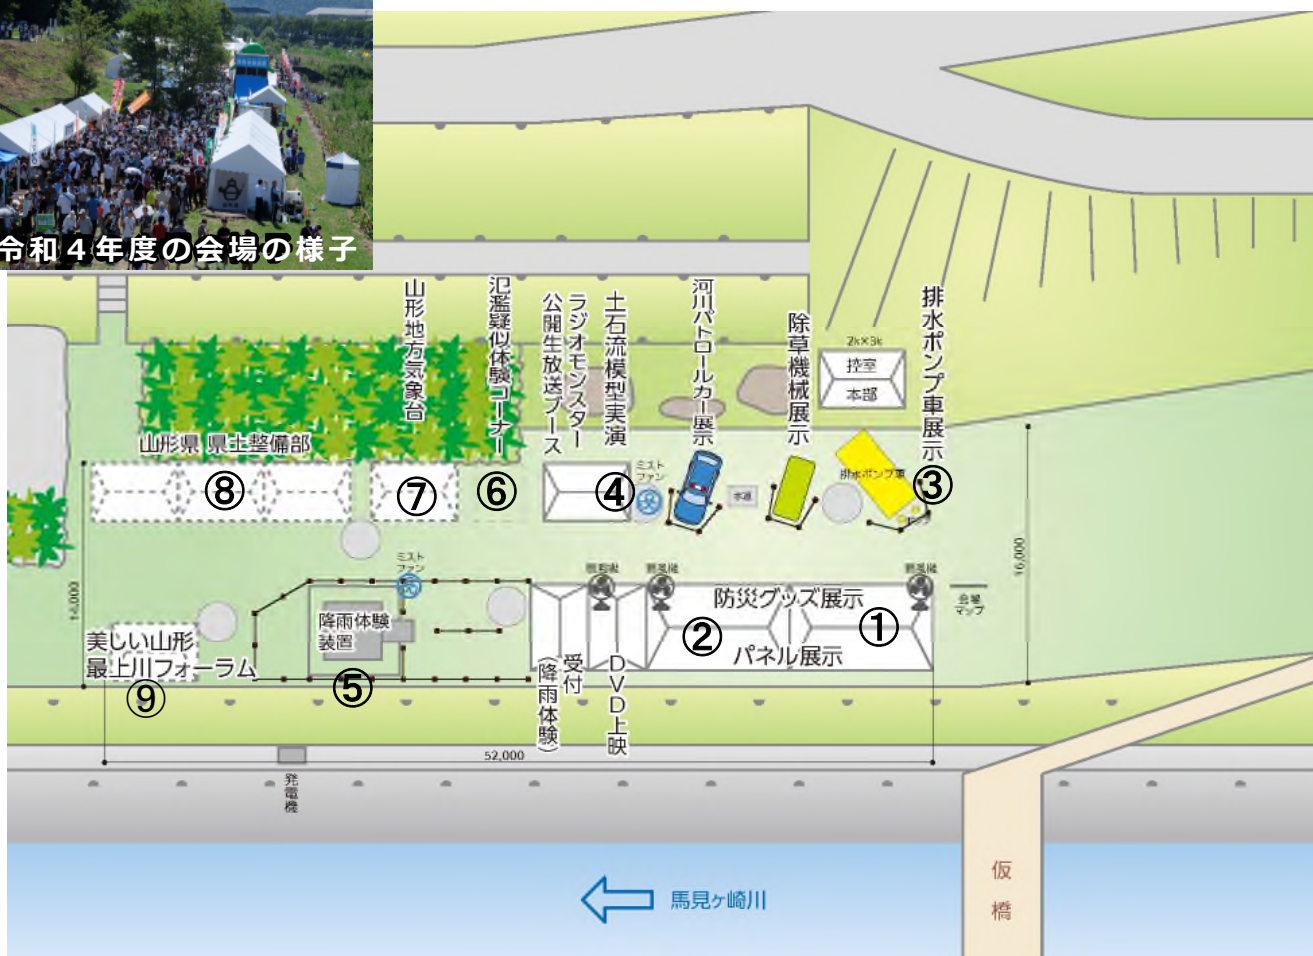 令和４年度の会場の様子
山形地方気象台
氾濫疑似体験コーナー
ラジオモンスター
公開生放送ブース
土石流模型実演
河川パトロールカー展示
除草機械展示
排水ポンプ車展示
2k×3k
控室
本部
山形県 県土整備部
⑧
⑦
⑥
④
ミスト
ファン
水道
排水ポンプ車
③
14,000
16,000
ミスト
ファン
扇風機
扇風機
扇風機
防災グッズ展示
①
②
パネル展示
会場
マップ
降雨体験
装置
⑤
美しい山形
最上川フォーラム
⑨
受付
（降雨体験）
ＤＶＤ上映
52,000
発電機
仮橋
馬見ヶ崎川